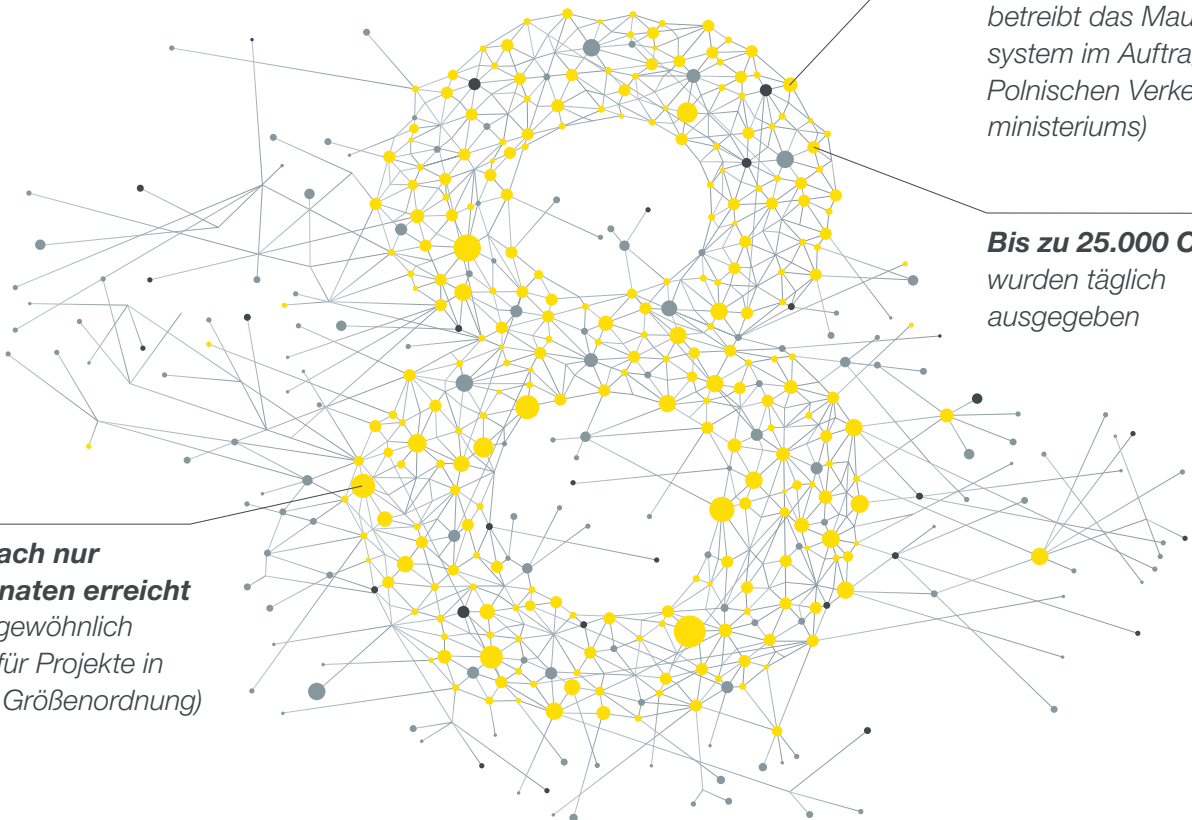 betreibt das Mau
system im Auftra
Polnischen Verke
ministeriums)
Bis zu 25.000 O
wurden täglich
ausgegeben
ach nur
naten erreicht
gewöhnlich
für Projekte in
Größenordnung)